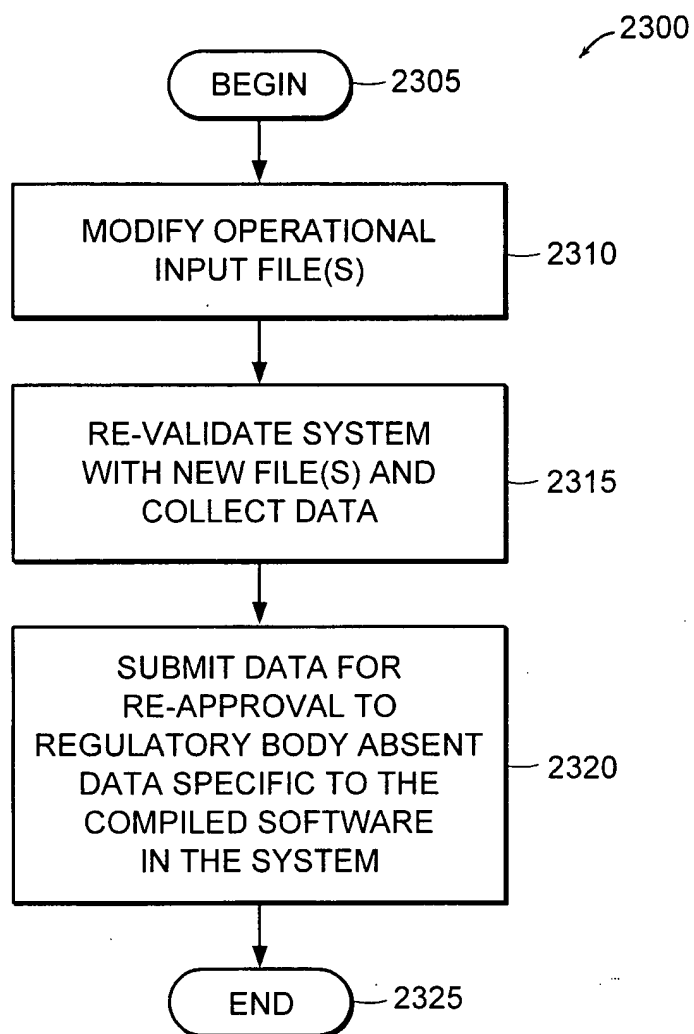 2300
BEGIN
2305
MODIFY OPERATIONAL
INPUT FILE(S)
2310
RE-VALIDATE SYSTEM
WITH NEW FILE(S) AND
COLLECT DATA
2315
SUBMIT DATA FOR
RE-APPROVAL TO
REGULATORY BODY ABSENT
DATA SPECIFIC TO THE
COMPILED SOFTWARE
IN THE SYSTEM
2320
END
2325